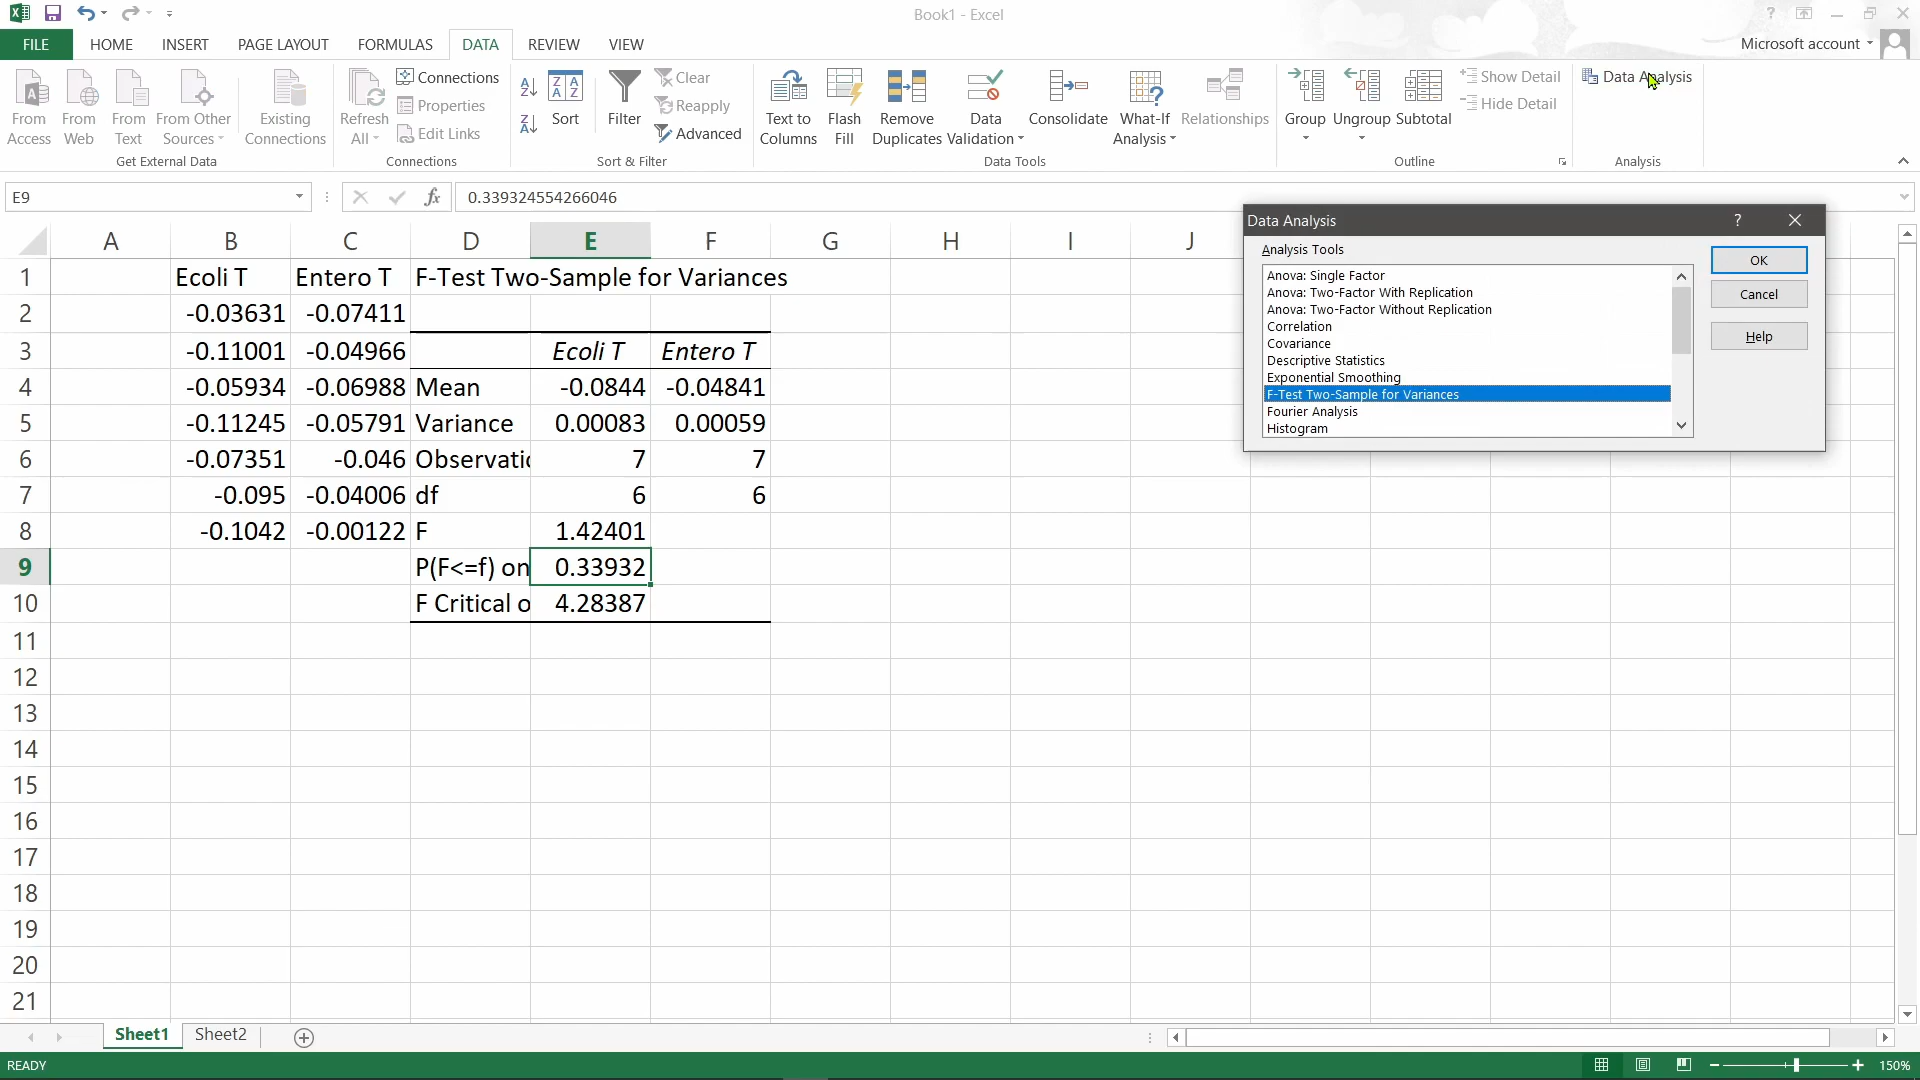 Book1 - Excel
FILE HOME INSERT PAGE LAYOUT FORMULAS DATA REVIEW VIEW Microsoft account
From Access
From Web
From Text
From Other Sources
Existing Connections
Get External Data
Refresh All
Connections
Properties
Edit Links
Connections
Sort
Filter
Clear
Reapply
Advanced
Sort & Filter
Text to Columns
Flash Fill
Remove Duplicates
Data Validation
Consolidate
What-If Analysis
Relationships
Data Tools
Group
Ungroup
Subtotal
Show Detail
Hide Detail
Outline
Data Analysis
Analysis
E9 fx 0.339324554266046
A B C D E F G H I J
1 Ecoli T Entero T F-Test Two-Sample for Variances
2 -0.03631 -0.07411
3 -0.11001 -0.04966 Ecoli T Entero T
4 -0.05934 -0.06988 Mean -0.0844 -0.04841
5 -0.11245 -0.05791 Variance 0.00083 0.00059
6 -0.07351 -0.046 Observatio 7 7
7 -0.095 -0.04006 df 6 6
8 -0.1042 -0.00122 F 1.42401
9 P(F<=f) on 0.33932
10 F Critical o 4.28387
11
12
13
14
15
16
17
18
19
20
21
Data Analysis ?
Analysis Tools
Anova: Single Factor
Anova: Two-Factor With Replication
Anova: Two-Factor Without Replication
Correlation
Covariance
Descriptive Statistics
Exponential Smoothing
F-Test Two-Sample for Variances
Fourier Analysis
Histogram
OK
Cancel
Help
Sheet1 Sheet2
READY 150%